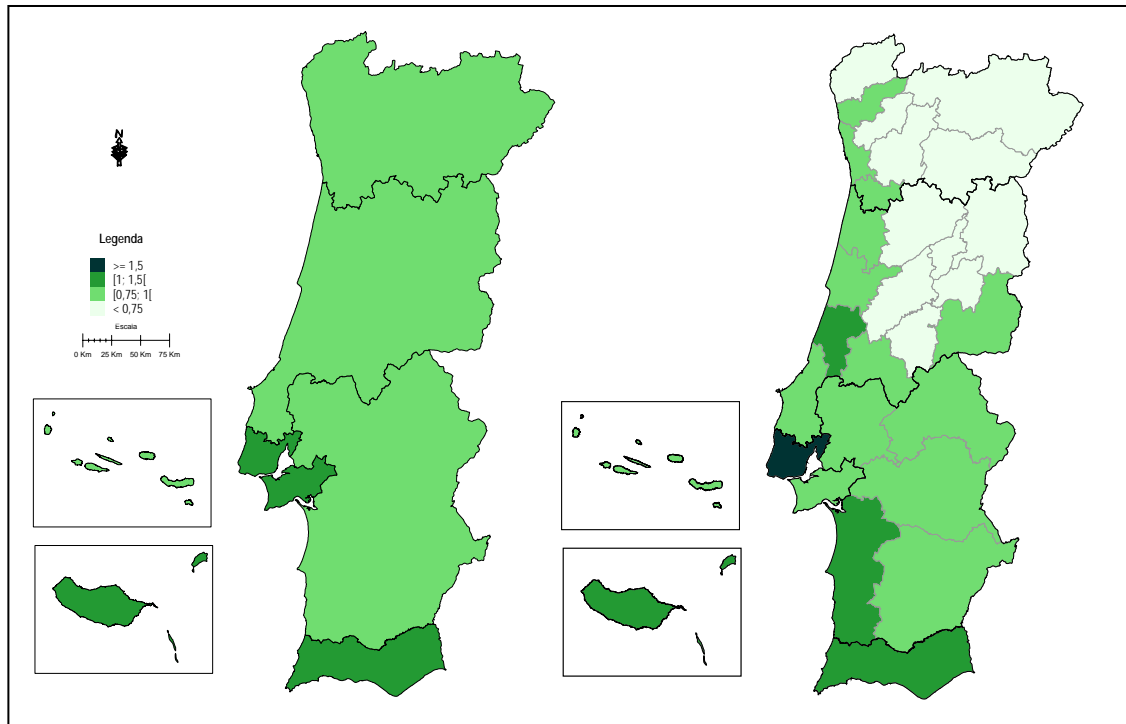 N
Legenda
>= 1,5
[1; 1,5[
[0,75; 1[
< 0,75
Escala
0 Km 25 Km 50 Km 75 Km